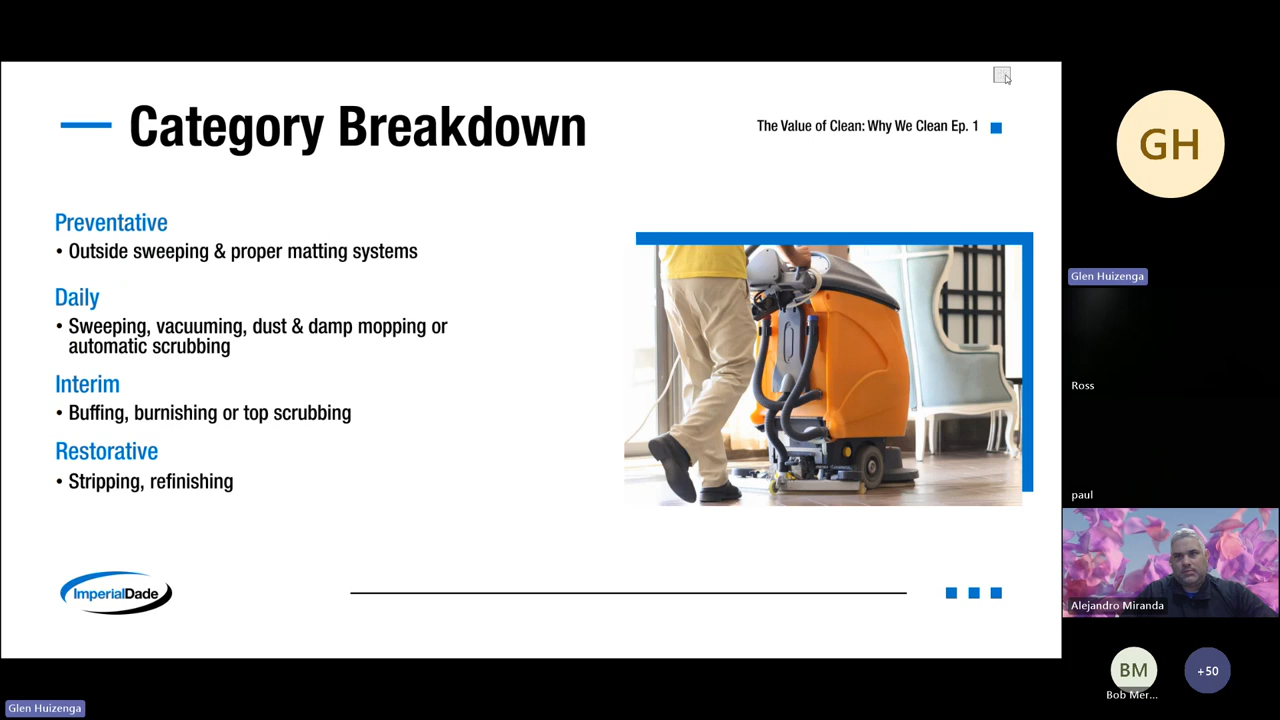 Category Breakdown
The Value of Clean: Why We Clean Ep. 1
Preventative
• Outside sweeping & proper matting systems
Daily
• Sweeping, vacuuming, dust & damp mopping or
automatic scrubbing
Interim
• Buffing, burnishing or top scrubbing
Restorative
• Stripping, refinishing
ImperialDade
GH
Glen Huizenga
Ross
paul
Alejandro Miranda
BM
Bob Mer...
+50
Glen Huizenga